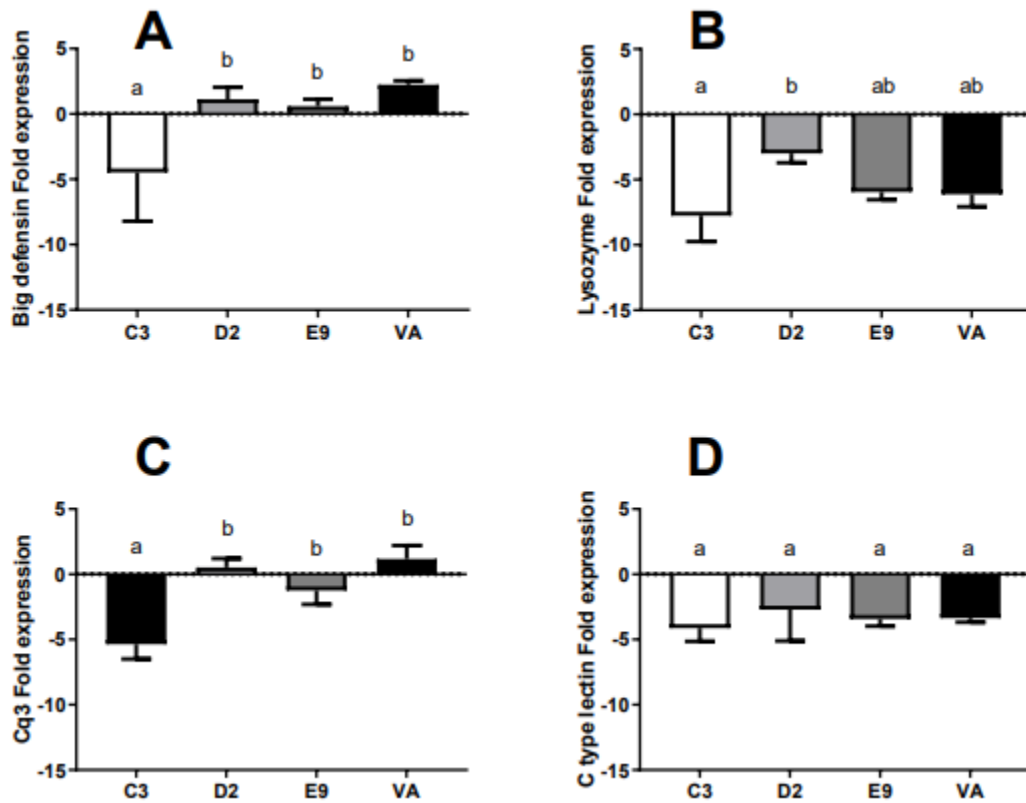 A
Big defensin Fold expression
5
0
-5
-10
-15
a
b
b
b
C3
D2
E9
VA
B
Lysozyme Fold expression
5
0
-5
-10
-15
a
b
ab
ab
C3
D2
E9
VA
C
Cq3 Fold expression
5
0
-5
-10
-15
a
b
b
b
C3
D2
E9
VA
D
C type lectin Fold expression
5
0
-5
-10
-15
a
a
a
a
C3
D2
E9
VA